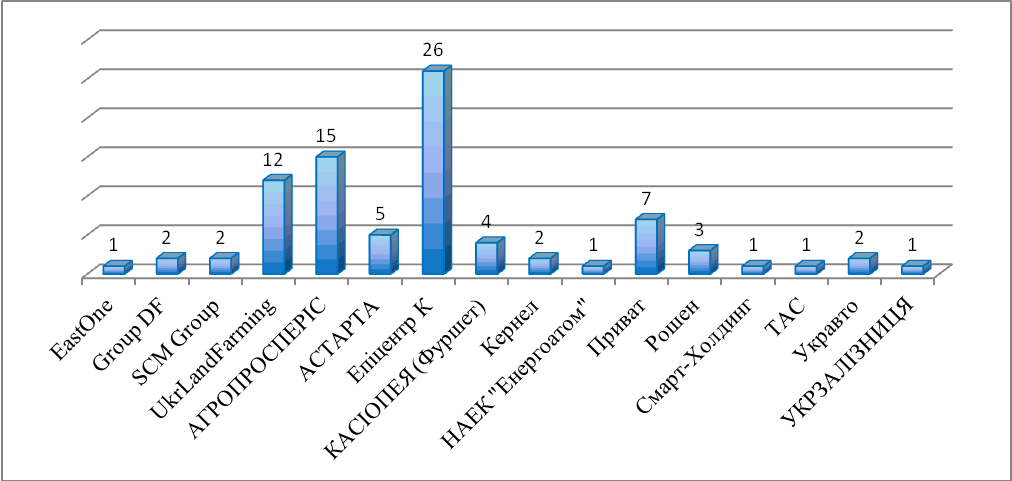 26
15
12
7
5
4
3
2
2
2
2
1
1
1
1
1
EastOne
Group DF
SCM Group
UkrLandFarming
АГРОПРОСПЕРІС
АСТАРТА
Епіцентр К
КАСІОПЕЯ (Фуршет)
Кернел
НАЕК "Енергоатом"
Приват
Рошен
Смарт-Холдинг
ТАС
Укравто
УКРЗАЛІЗНИЦЯ